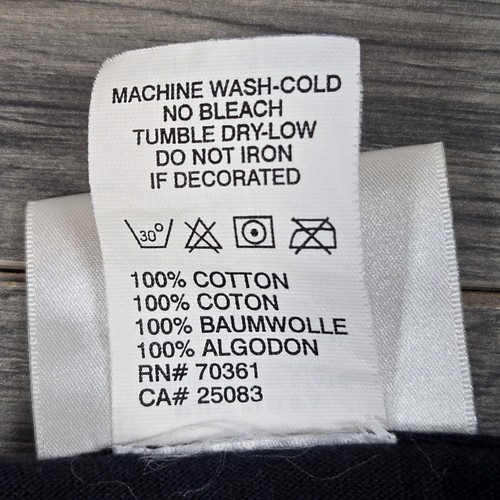 MACHINE WASH-COLD
NO BLEACH
TUMBLE DRY-LOW
DO NOT IRON
IF DECORATED
30°
100% COTTON
100% COTON
100% BAUMWOLLE
100% ALGODON
RN# 70361
CA# 25083